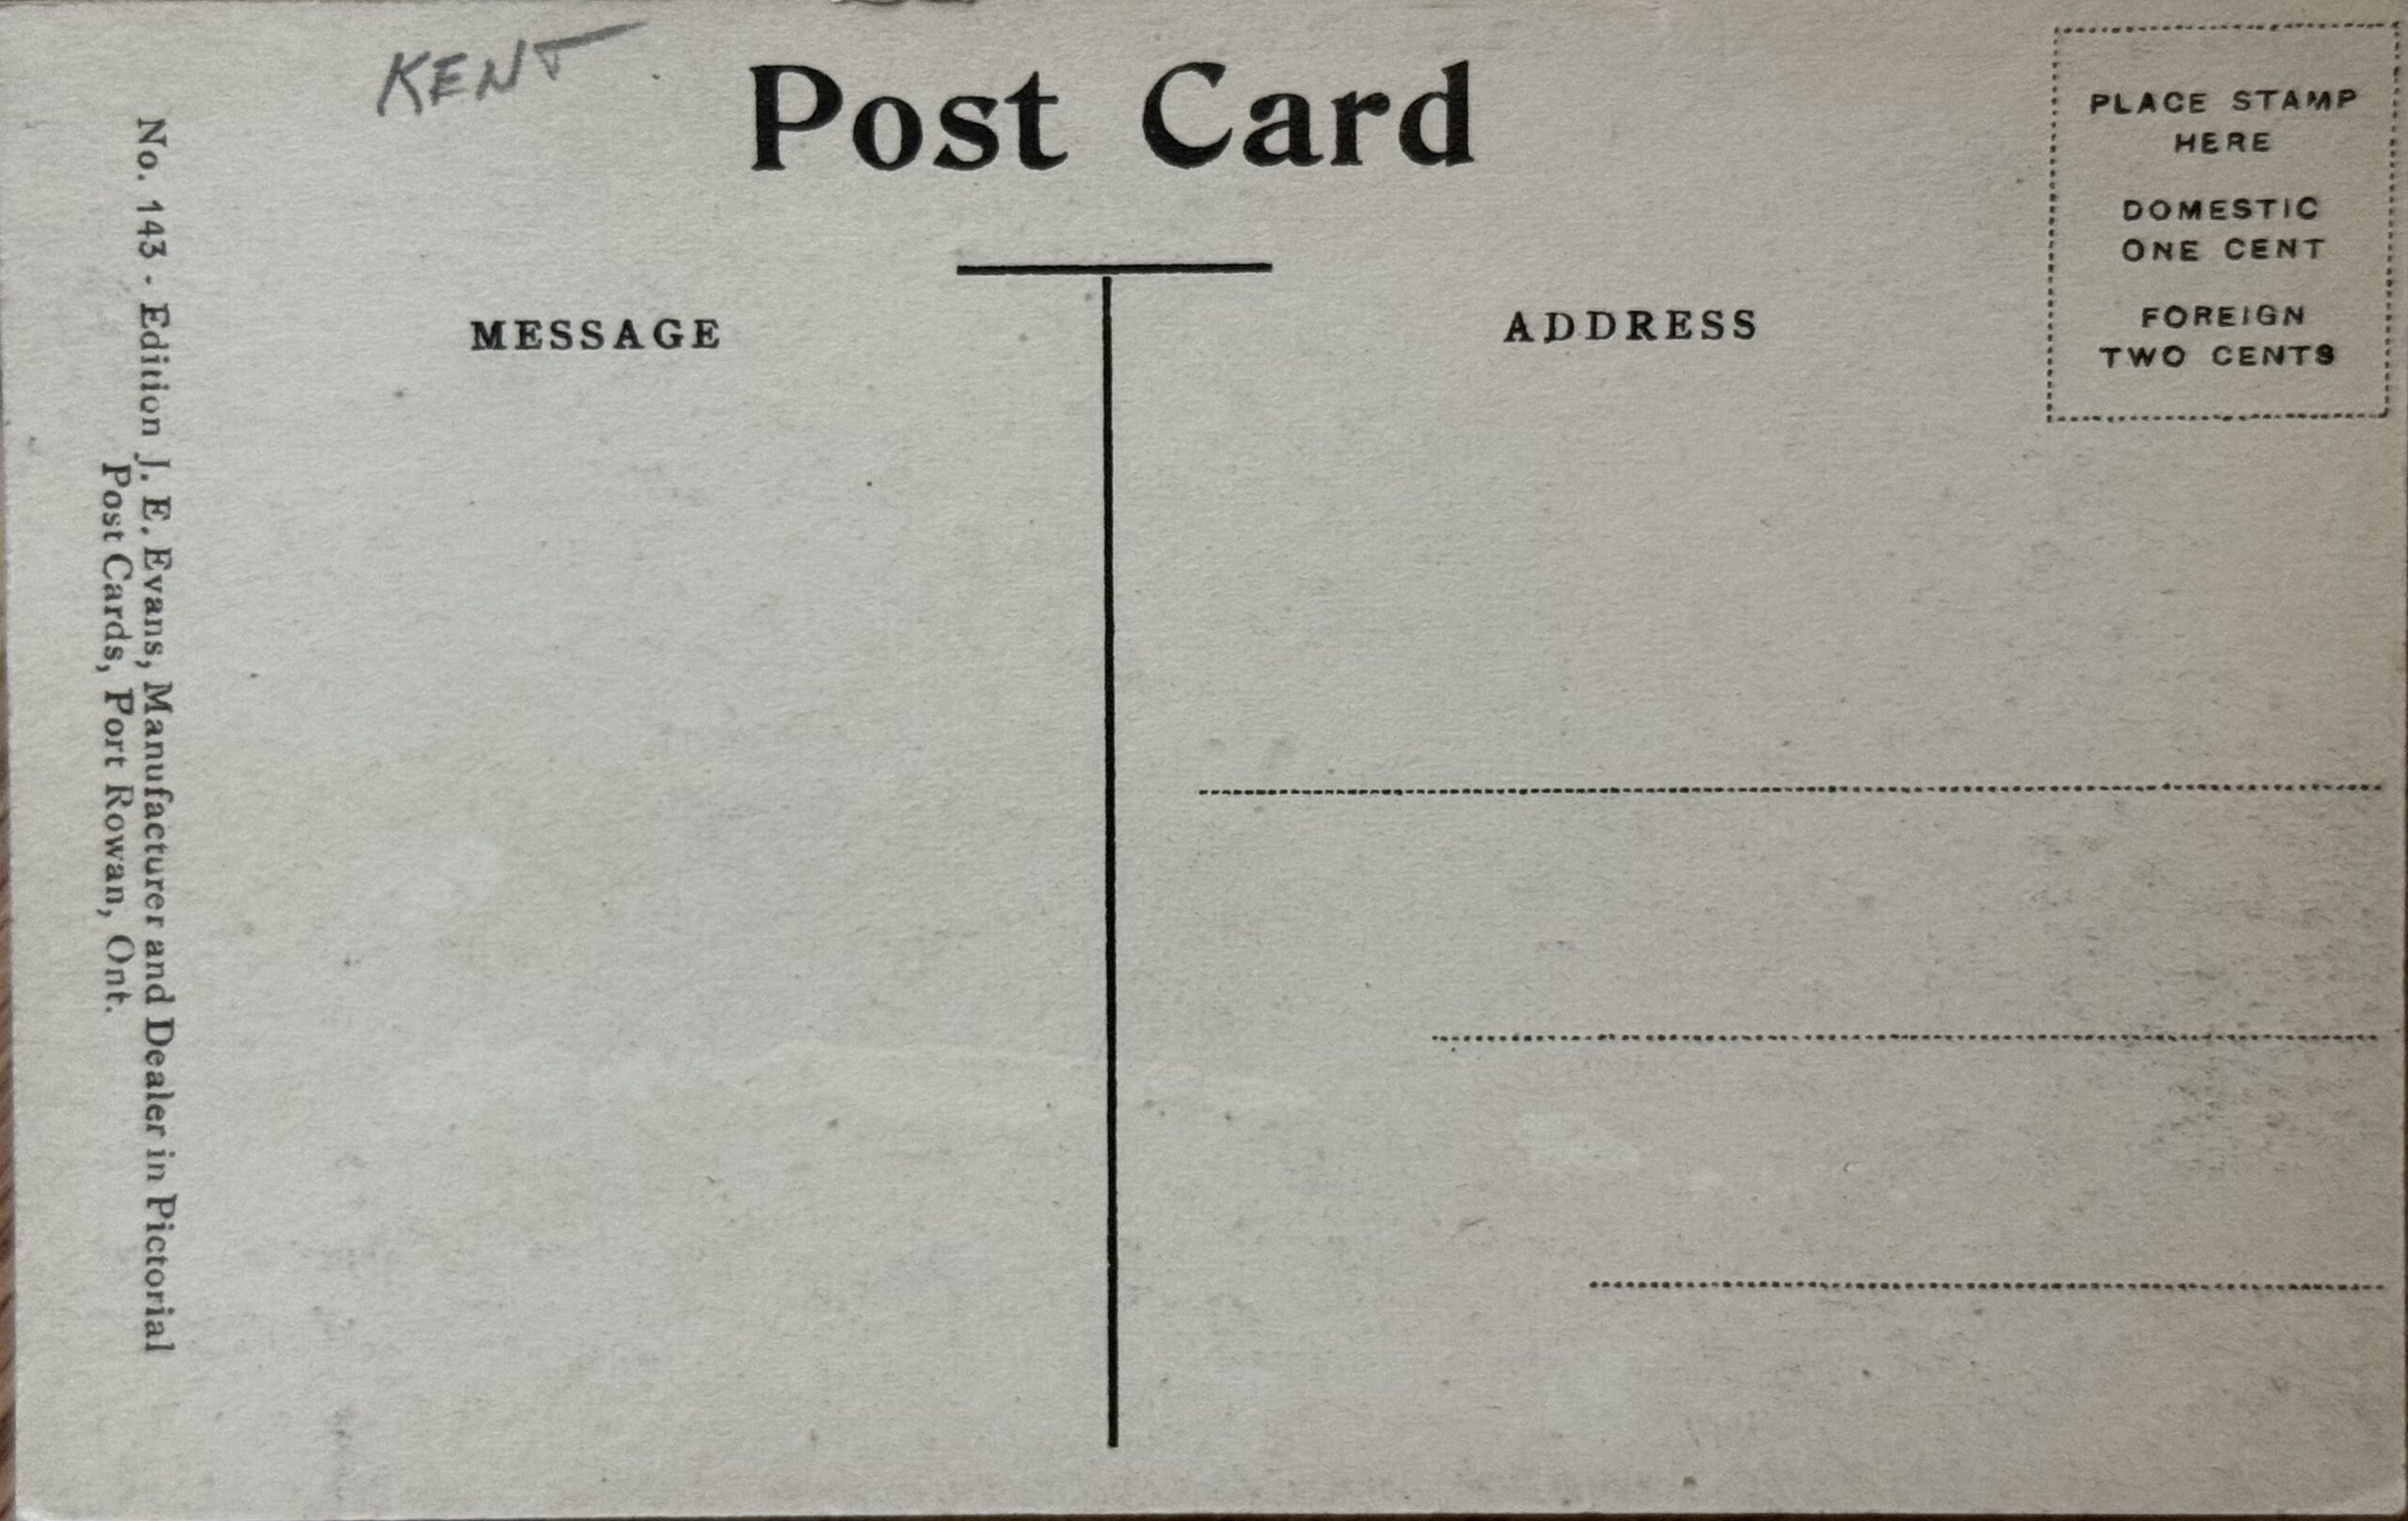 KENT
Post Card
PLACE STAMP
HERE
DOMESTIC
ONE CENT
FOREIGN
TWO CENTS
MESSAGE
ADDRESS
No. 143 - Edition J. E. Evans, Manufacturer and Dealer in Pictorial
Post Cards, Port Rowan, Ont.